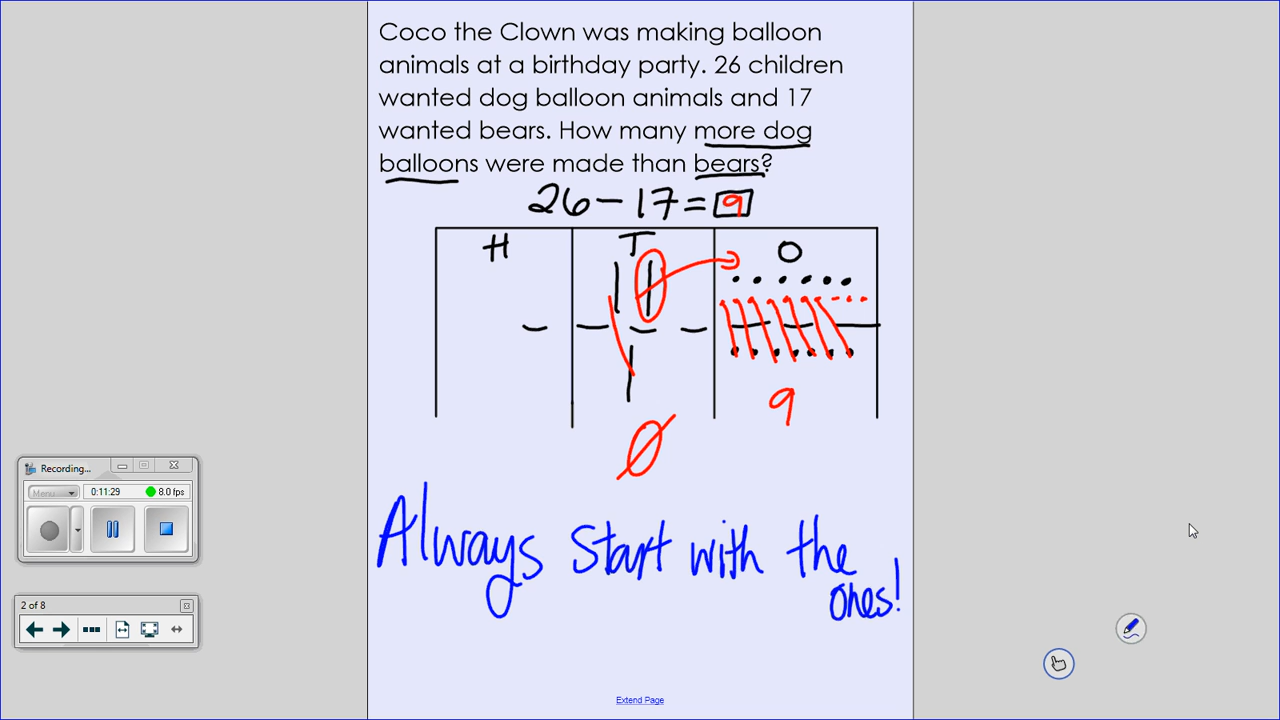 Coco the Clown was making balloon
animals at a birthday party. 26 children
wanted dog balloon animals and 17
wanted bears. How many more dog
balloons were made than bears?
26 - 17 = 9
H T O
9
0
Always Start with the
ones!
Recording...
Menu
0:11:29 8.0 fps
2 of 8
Extend Page